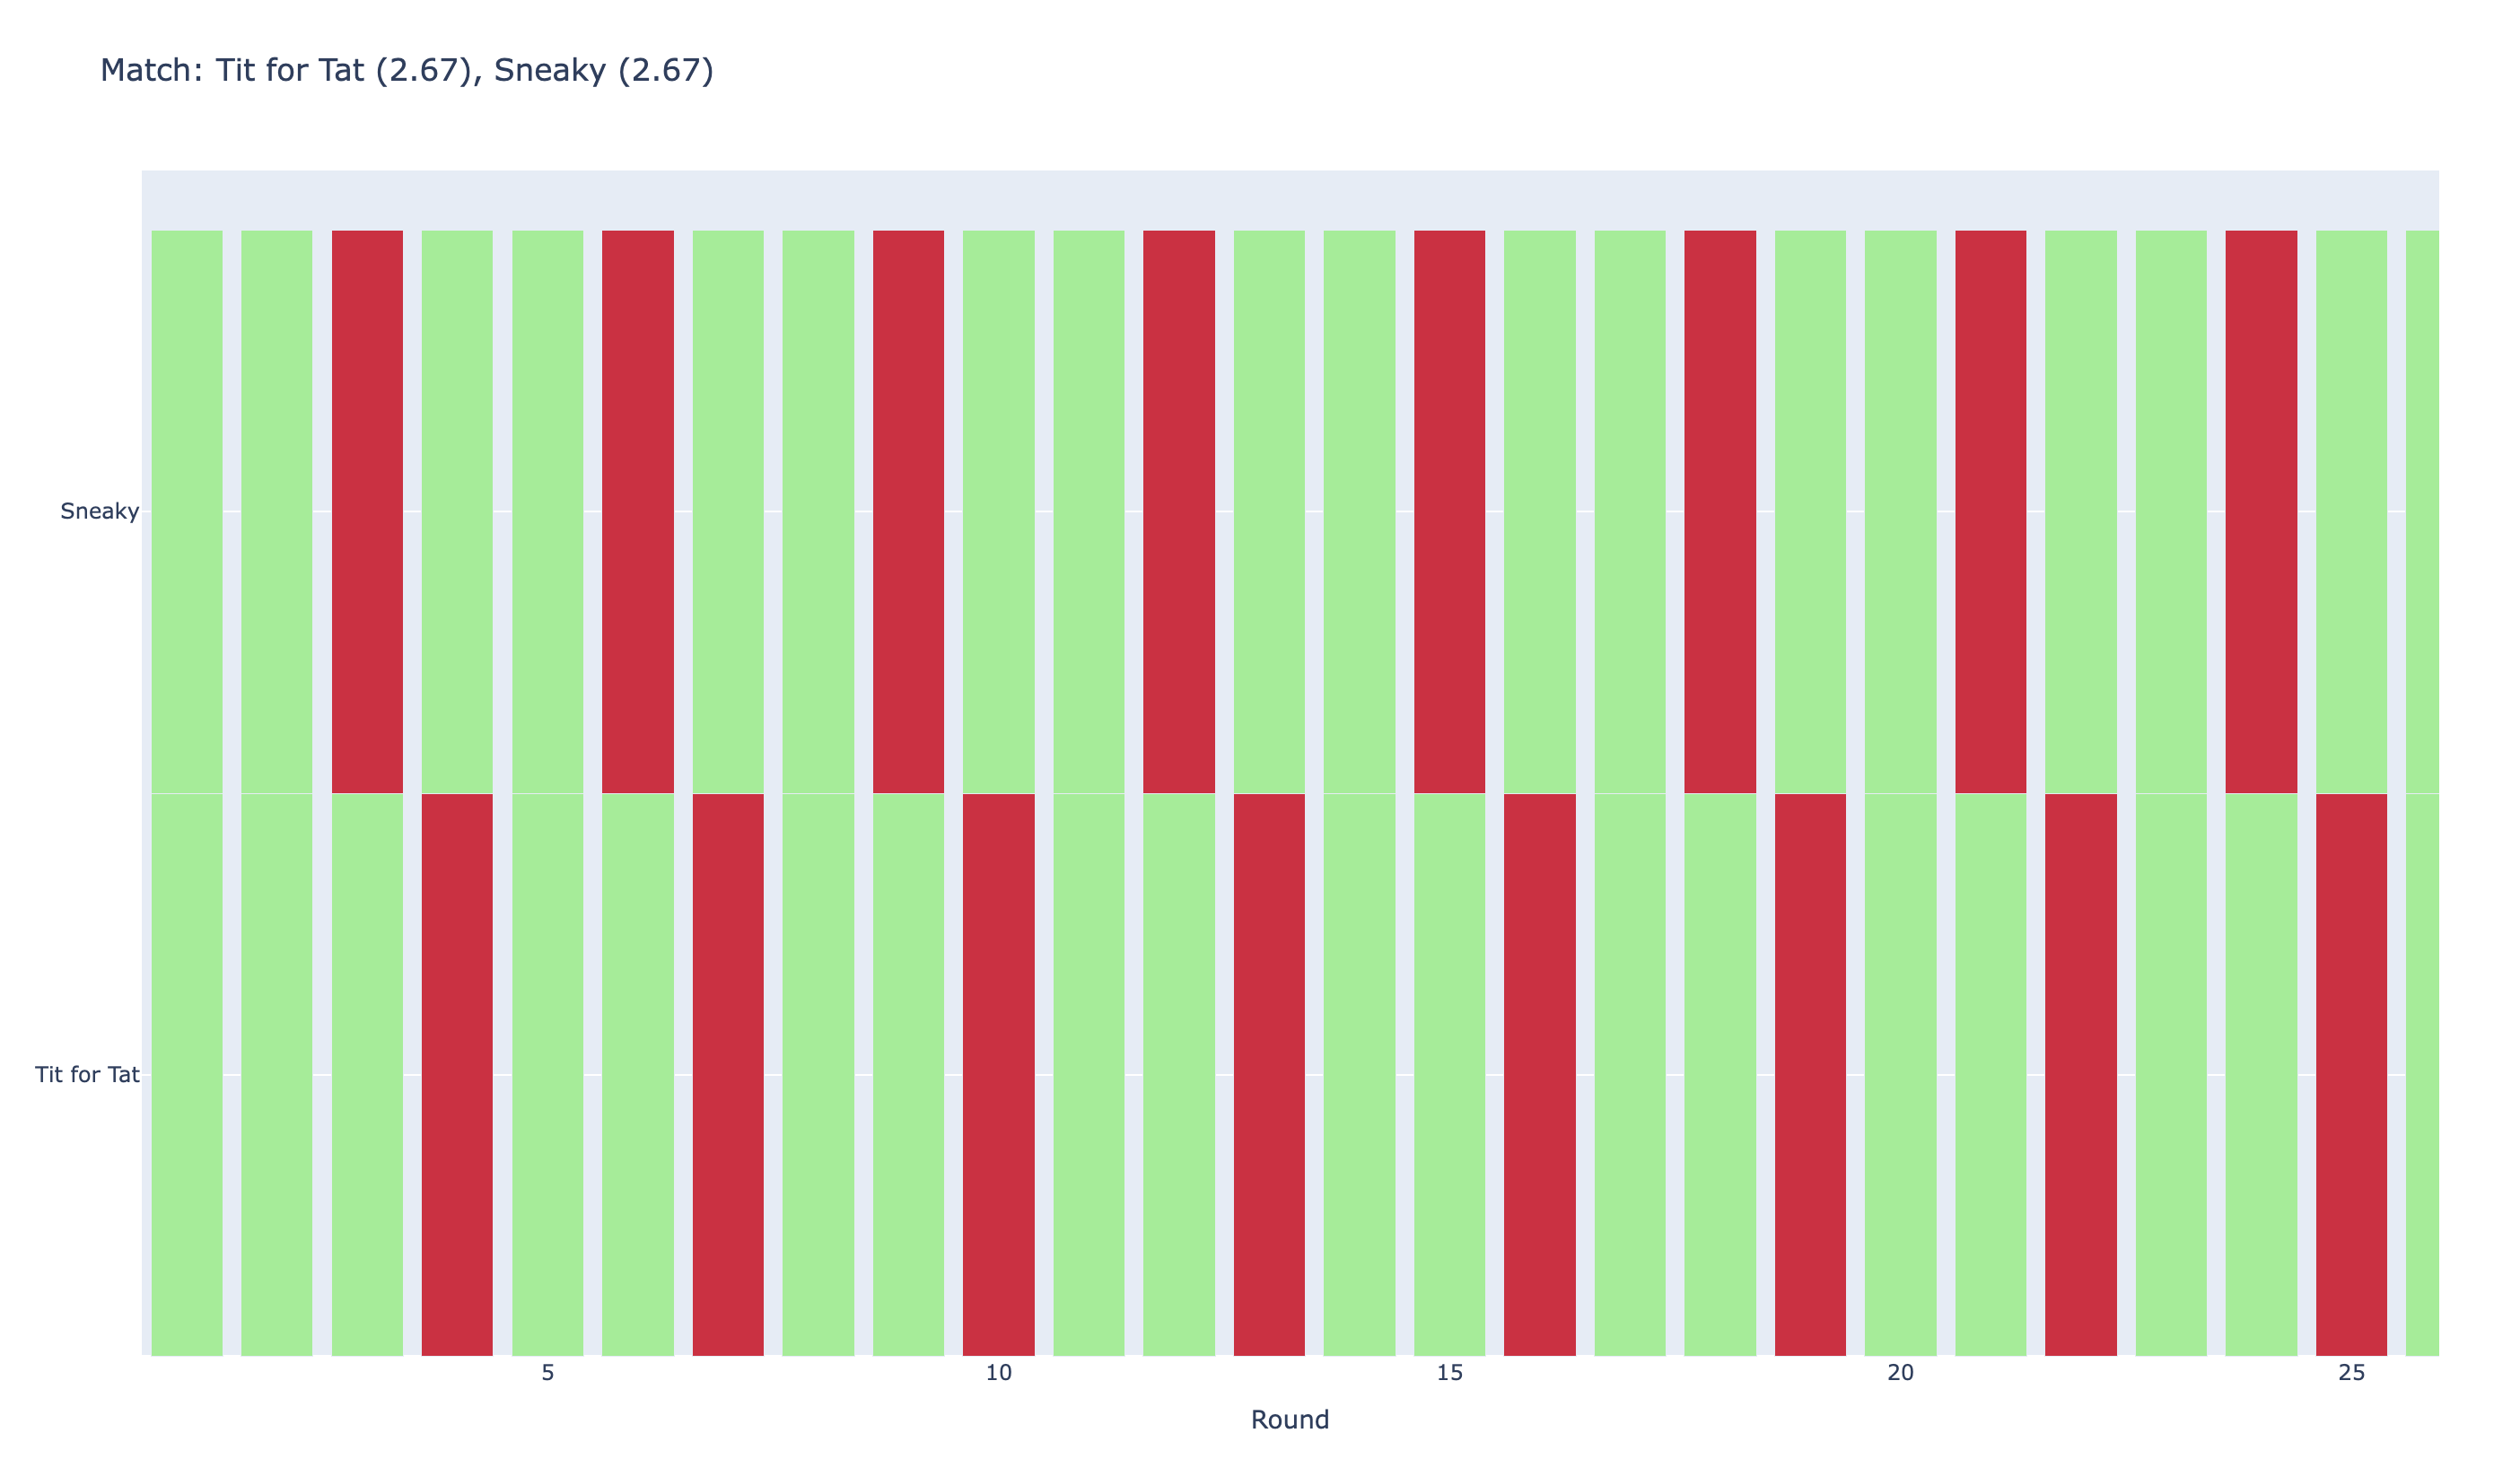 Match: Tit for Tat (2.67), Sneaky (2.67)
Sneaky
Tit for Tat
5 10 15 20 25
Round